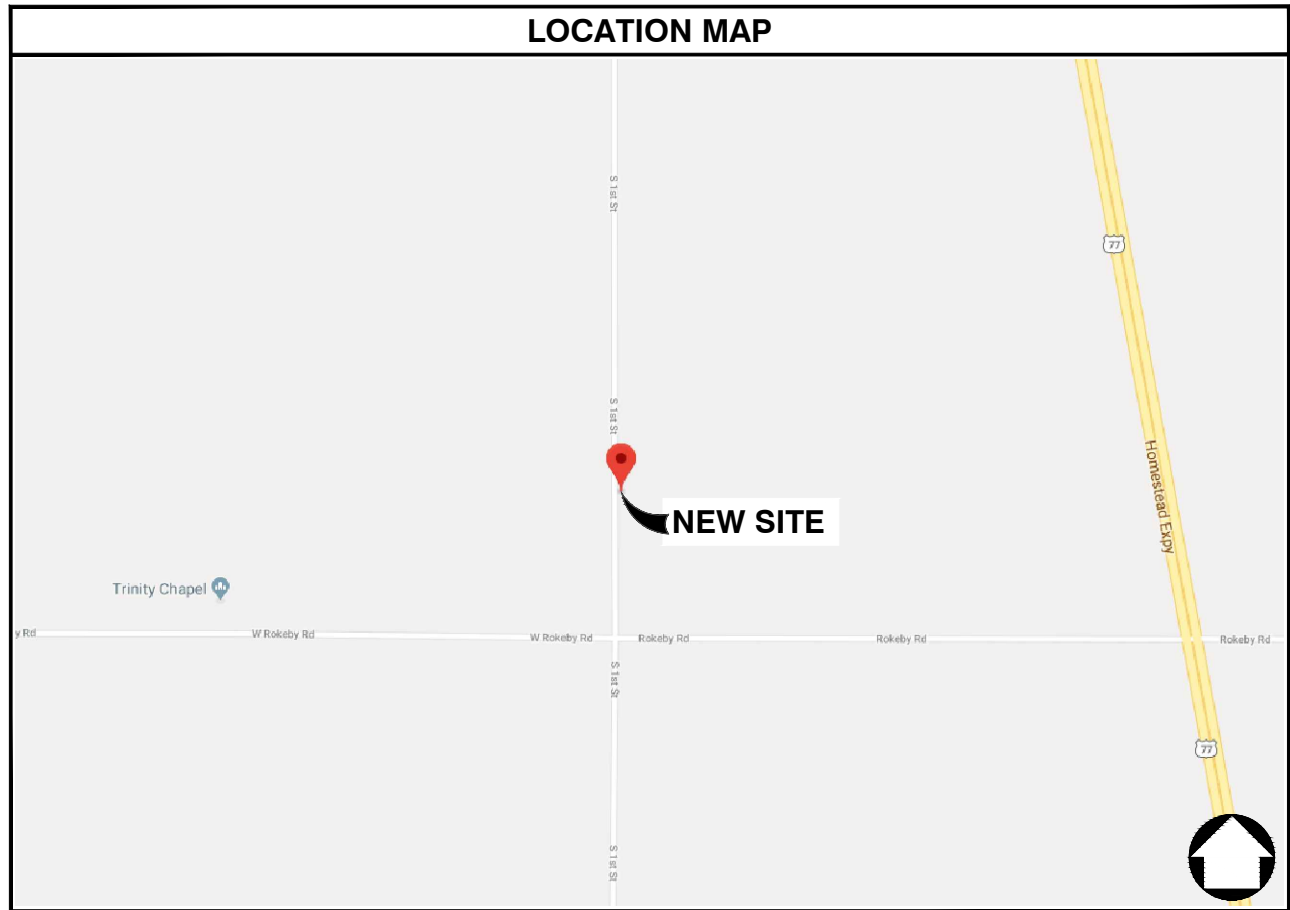 LOCATION MAP
S 1st St
77
S 1st St
Homestead Expy
NEW SITE
Trinity Chapel
y Rd
W Rokeby Rd
W Rokeby Rd
Rokeby Rd
Rokeby Rd
Rokeby Rd
S 1st St
77
S 1st St